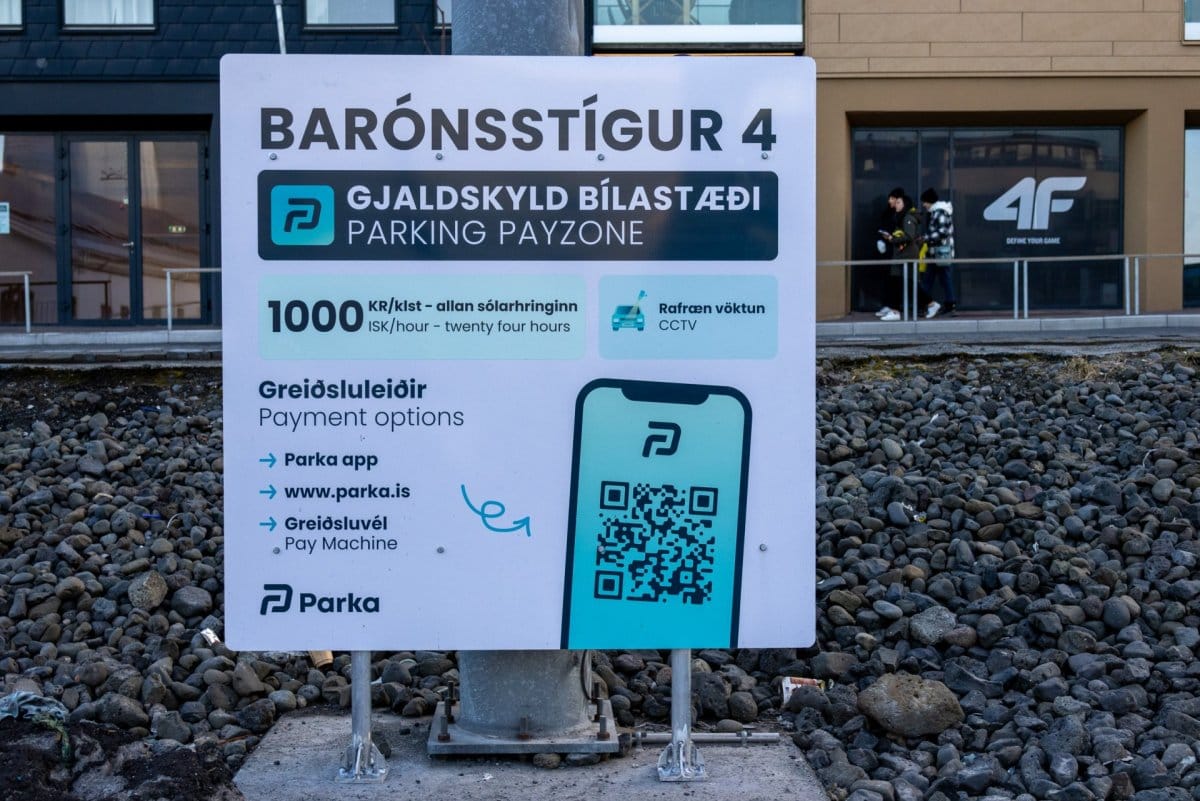 BARÓNSSTÍGUR 4
GJALDSKYLD BÍLASTÆÐI
PARKING PAYZONE
1000 KR/klst - allan sólarhringinn
ISK/hour - twenty four hours
Rafræn vöktun
CCTV
Greiðsluleiðir
Payment options
Parka app
www.parka.is
Greiðsluvél
Pay Machine
Parka
4F
DEFINE YOUR GAME